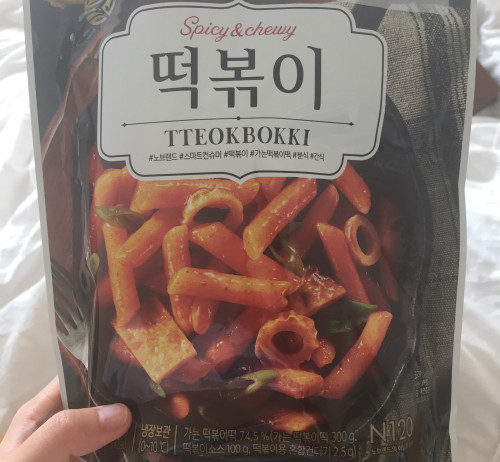 Spicy & chewy
떡볶이
TTEOKBOKKI
#노브랜드 #스마트컨슈머 #떡볶이 #가는떡볶이떡 #분식 #간식
냉장보관 가는 떡볶이떡 74.5 % (가는 떡볶이떡 300 g,
(0~10℃) 떡볶이소스 100 g, 떡볶이용 혼합건더기 2.5 g)
N 120